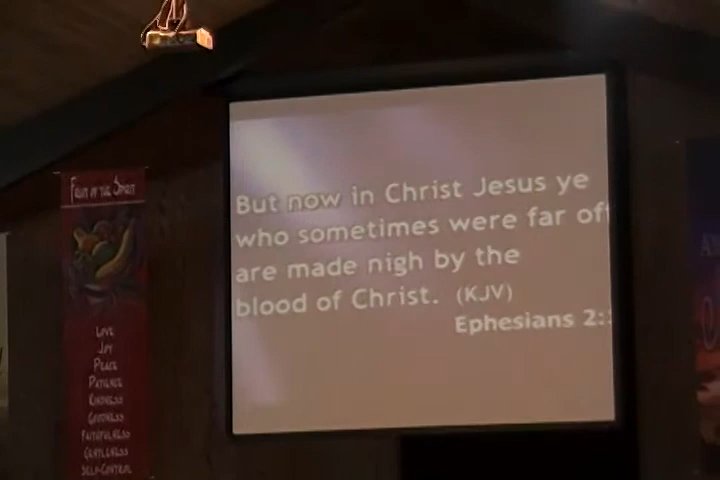 But now in Christ Jesus ye
who sometimes were far of
are made nigh by the
blood of Christ. (KJV)
Ephesians 2:
FRUIT OF THE SPIRIT
LOVE
JOY
PEACE
PATIENCE
KINDNESS
GOODNESS
FAITHFULNESS
GENTLENESS
SELF-CONTROL